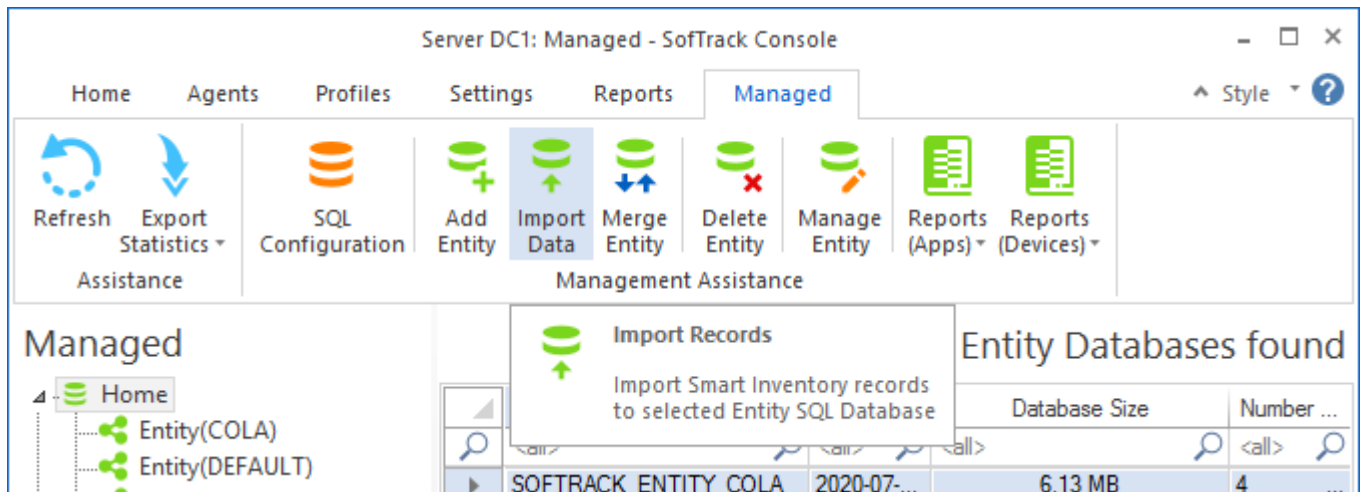 Server DC1: Managed - SofTrack Console
Home Agents Profiles Settings Reports Managed Style ?
Refresh Export Statistics SQL Configuration Add Entity Import Data Merge Entity Delete Entity Manage Entity Reports (Apps) Reports (Devices)
Assistance Management Assistance
Managed
Home
Entity(COLA)
Entity(DEFAULT)
Import Records
Import Smart Inventory records
to selected Entity SQL Database
Entity Databases found
Database Size Number ...
<all> <all> <all> <all>
SOFTRACK_ENTITY_COLA 2020-07-... 6.13 MB 4 ...